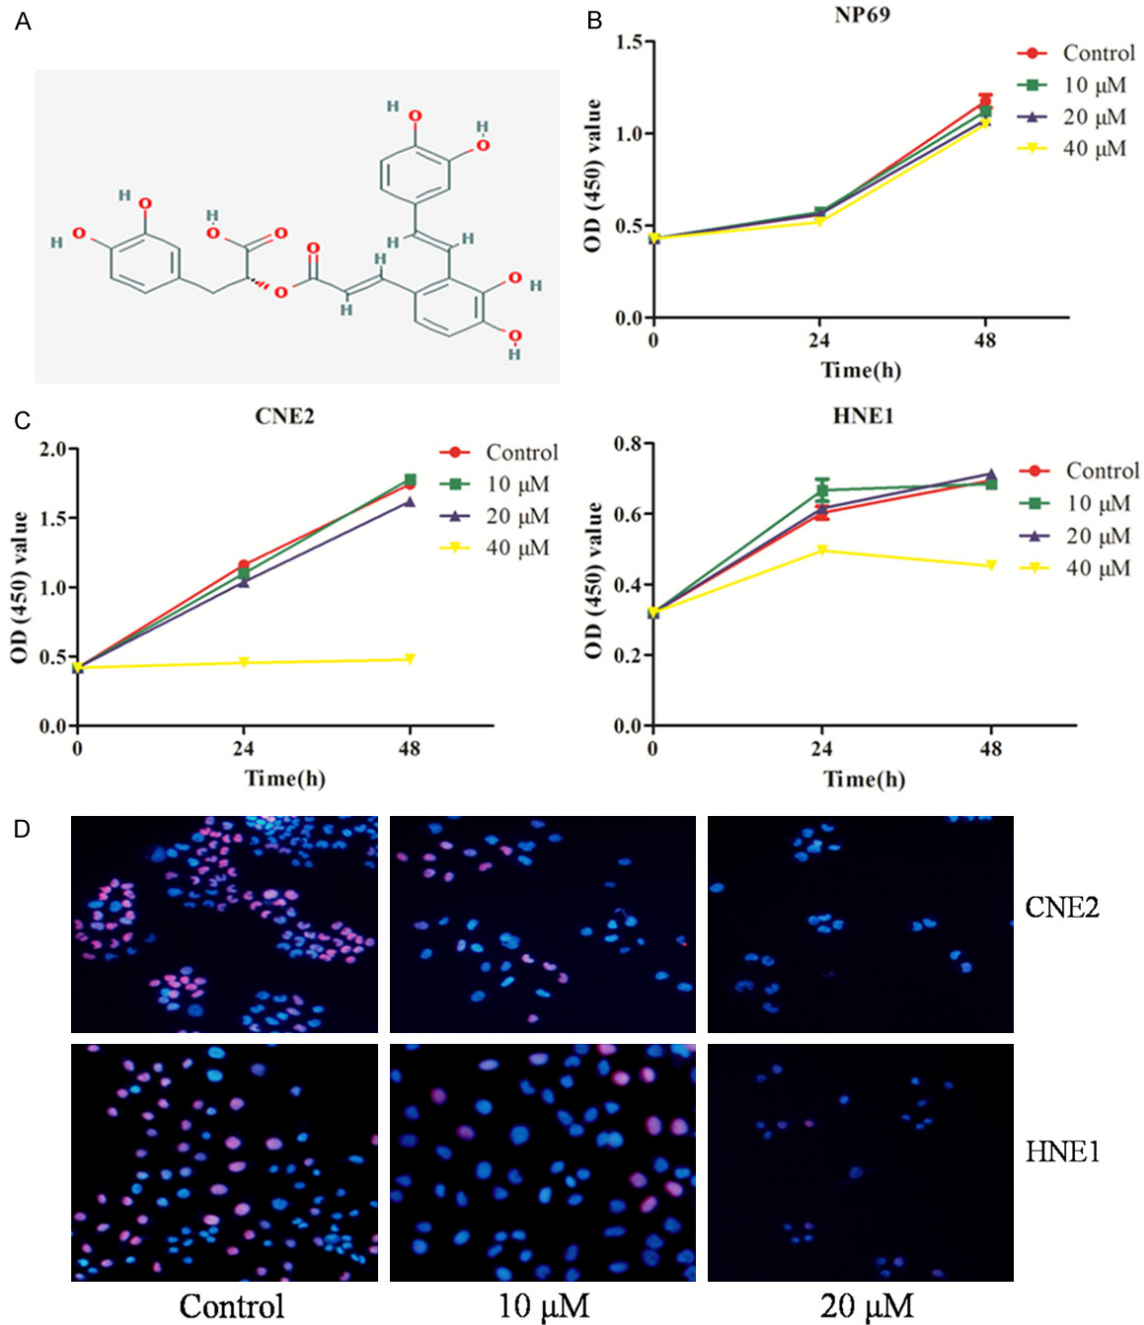 A
H O H O
H O H O H O O O O
H H H H O H O H
B
NP69
OD (450) value
1.5
1.0
0.5
0.0
0 24 48
Time(h)
Control
10 μM
20 μM
40 μM
C
CNE2
OD (450) value
2.0
1.5
1.0
0.5
0.0
0 24 48
Time(h)
Control
10 μM
20 μM
40 μM
HNE1
OD (450) value
0.8
0.6
0.4
0.2
0.0
0 24 48
Time(h)
Control
10 μM
20 μM
40 μM
D
CNE2
HNE1
Control 10 μM 20 μM